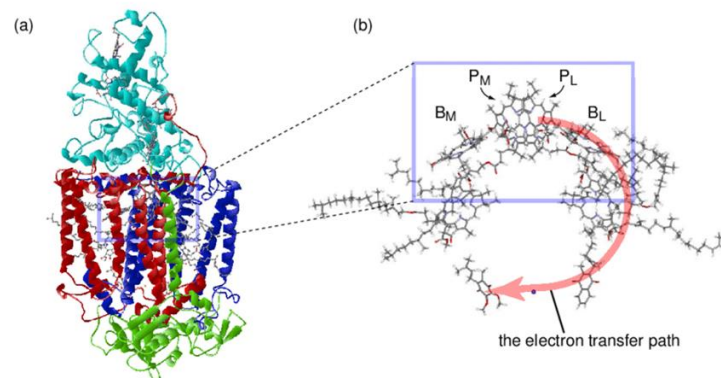 (a)
(b)
P_M
P_L
B_M
B_L
the electron transfer path